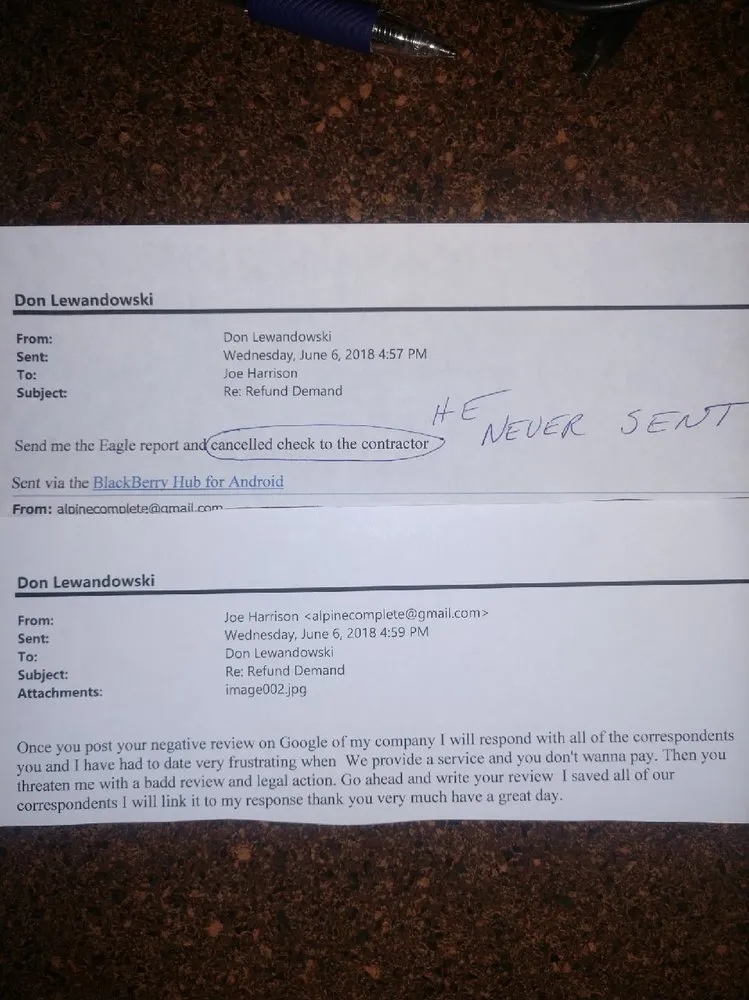 Don Lewandowski
From: Don Lewandowski
Sent: Wednesday, June 6, 2018 4:57 PM
To: Joe Harrison
Subject: Re: Refund Demand
HE NEVER SENT
Send me the Eagle report and cancelled check to the contractor
Sent via the BlackBerry Hub for Android
From: alpinecomplete@gmail.com
Don Lewandowski
From: Joe Harrison <alpinecomplete@gmail.com>
Sent: Wednesday, June 6, 2018 4:59 PM
To: Don Lewandowski
Subject: Re: Refund Demand
Attachments: image002.jpg
Once you post your negative review on Google of my company I will respond with all of the correspondents
you and I have had to date very frustrating when We provide a service and you don't wanna pay. Then you
threaten me with a badd review and legal action. Go ahead and write your review I saved all of our
correspondents I will link it to my response thank you very much have a great day.